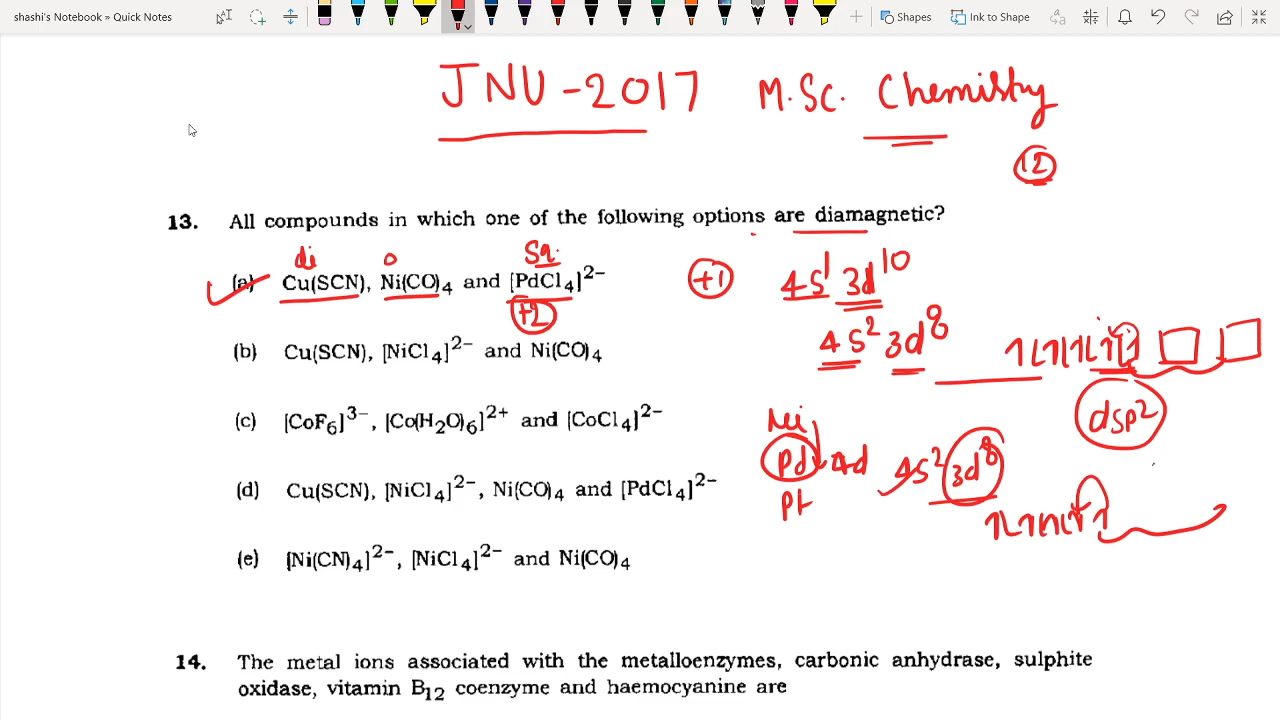 shashi's Notebook » Quick Notes
Shapes Ink to Shape
JNU-2017 M.Sc. Chemistry
12
13. All compounds in which one of the following options are diamagnetic?
di 0 Sq.
(a) Cu(SCN), Ni(CO)4 and [PdCl4]2−
+2
+1 4s1 3d10
4s2 3d8
(b) Cu(SCN), [NiCl4]2− and Ni(CO)4
dsp2
(c) [CoF6]3−, [Co(H2O)6]2+ and [CoCl4]2−
Ni
Pd 4d 4s2 3d8
Pt
(d) Cu(SCN), [NiCl4]2−, Ni(CO)4 and [PdCl4]2−
(e) [Ni(CN)4]2−, [NiCl4]2− and Ni(CO)4
14. The metal ions associated with the metalloenzymes, carbonic anhydrase, sulphite
oxidase, vitamin B12 coenzyme and haemocyanine are